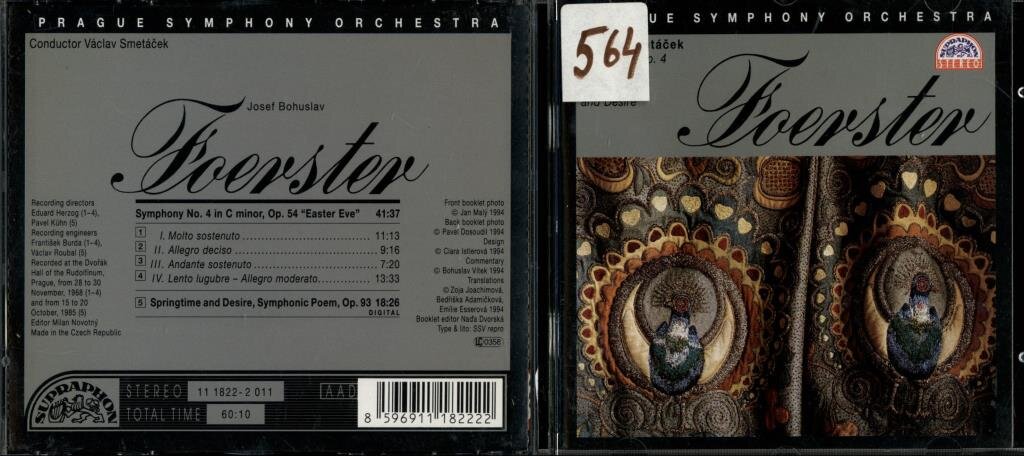 PRAGUE SYMPHONY ORCHESTRA
Conductor Václav Smetáček
Josef Bohuslav
Foerster
Symphony No. 4 in C minor, Op. 54 "Easter Eve" 41:37
1 I. Molto sostenuto 11:13
2 II. Allegro deciso 9:16
3 III. Andante sostenuto 7:20
4 IV. Lento lugubre – Allegro moderato 13:33
5 Springtime and Desire, Symphonic Poem, Op. 93 18:26
DIGITAL
Recording directors
Eduard Herzog (1–4),
Pavel Kühn (5)
Recording engineers
František Burda (1–4),
Václav Roubal (5)
Recorded at the Dvořák
Hall of the Rudolfinum,
Prague, from 28 to 30
November, 1968 (1–4)
and from 15 to 20
October, 1985 (5)
Editor Milan Novotný
Made in the Czech Republic
Front booklet photo
© Jan Malý 1994
Back booklet photo
© Pavel Dosoudil 1994
Design
© Clara Istlerová 1994
Commentary
© Bohuslav Vítek 1994
Translations
© Zoja Joachimová,
Bedřiška Adamičková,
Emilie Esserová 1994
Booklet editor Naďa Dvorská
Type & lito: SSV repro
LC 0358
SUPRAPHON
STEREO 11 1822-2 011
AAD
TOTAL TIME 60:10
8 596911 182222
GUE SYMPHONY ORCHESTRA
564
etáček
. 4
and Desire
SUPRAPHON
STEREO
Foerster